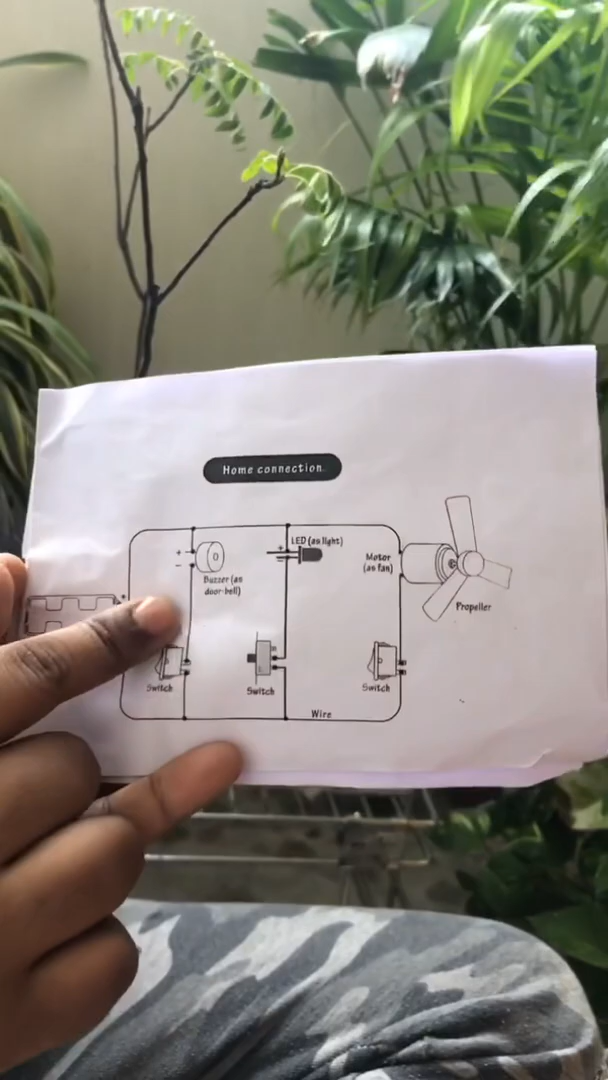 Home connection
LED (as light)
+
−
Buzzer (as
door-bell)
Motor
(as fan)
Propeller
Switch
Switch
Switch
Wire